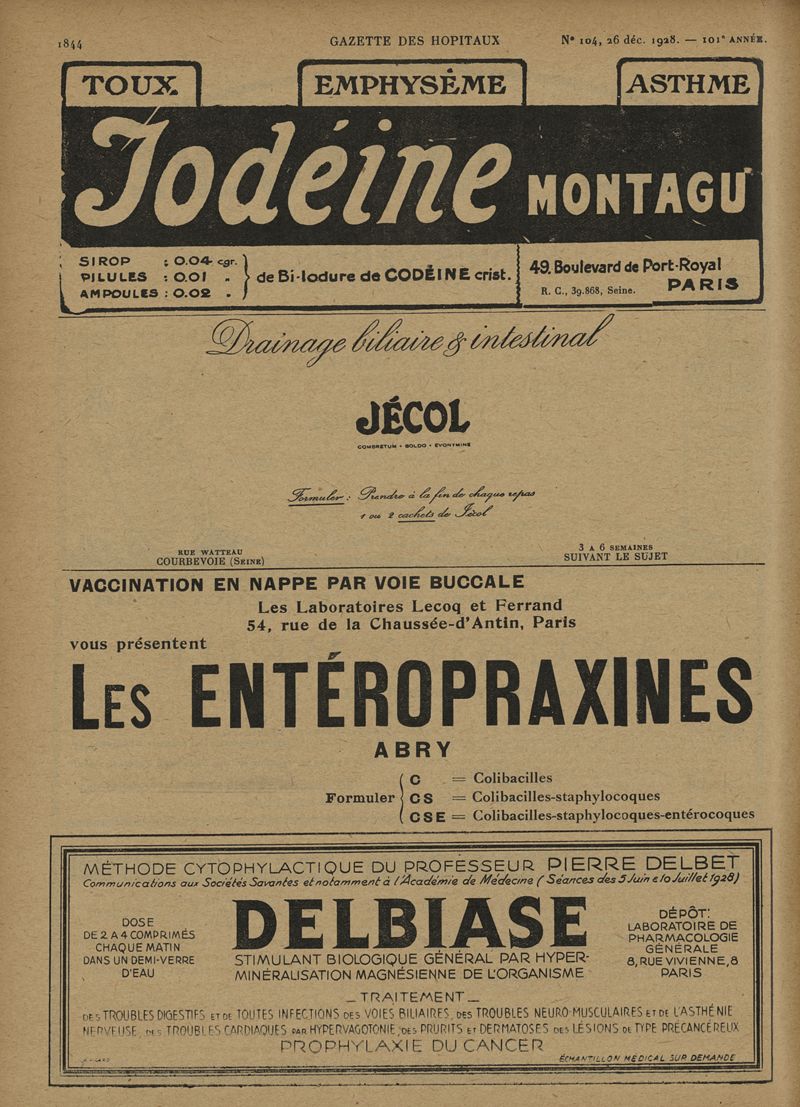 1844
GAZETTE DES HOPITAUX
Nº 104, 26 déc. 1928. — 101e ANNÉE.
TOUX
EMPHYSÈME
ASTHME
Iodéine MONTAGU
SIROP : 0.04 cgr.
PILULES : 0.01 „
AMPOULES : 0.02 „
de Bi-Iodure de CODÉINE crist.
49, Boulevard de Port-Royal
R. C., 39.868, Seine. PARIS
Drainage biliaire & intestinal
JÉCOL
COMBRETUM • BOLDO • EVONYMINE
Formuler : Prendre à la fin de chaque repas
1 ou 2 cachets de Jécol
RUE WATTEAU
COURBEVOIE (SEINE)
3 A 6 SEMAINES
SUIVANT LE SUJET
VACCINATION EN NAPPE PAR VOIE BUCCALE
Les Laboratoires Lecoq et Ferrand
54, rue de la Chaussée-d'Antin, Paris
vous présentent
LES ENTÉROPRAXINES
ABRY
Formuler
C = Colibacilles
CS = Colibacilles-staphylocoques
CSE = Colibacilles-staphylocoques-entérocoques
MÉTHODE CYTOPHYLACTIQUE DU PROFESSEUR PIERRE DELBET
Communications aux Sociétés Savantes et notamment à l'Académie de Médecine (Séances des 5 Juin et 10 Juillet 1928)
DOSE
DE 2 A 4 COMPRIMÉS
CHAQUE MATIN
DANS UN DEMI-VERRE
D'EAU
DELBIASE
STIMULANT BIOLOGIQUE GÉNÉRAL PAR HYPER-
MINÉRALISATION MAGNÉSIENNE DE L'ORGANISME
DÉPÔT:
LABORATOIRE DE
PHARMACOLOGIE
GÉNÉRALE
8, RUE VIVIENNE, 8
PARIS
_ TRAITEMENT _
DES TROUBLES DIGESTIFS ET DE TOUTES INFECTIONS DES VOIES BILIAIRES, DES TROUBLES NEURO-MUSCULAIRES ET DE L'ASTHÉNIE
NERVEUSE, DES TROUBLES CARDIAQUES PAR HYPERVAGOTONIE, DES PRURITS ET DERMATOSES DES LÉSIONS DE TYPE PRÉCANCÉREUX
PROPHYLAXIE DU CANCER
ÉCHANTILLON MEDICAL SUR DEMANDE